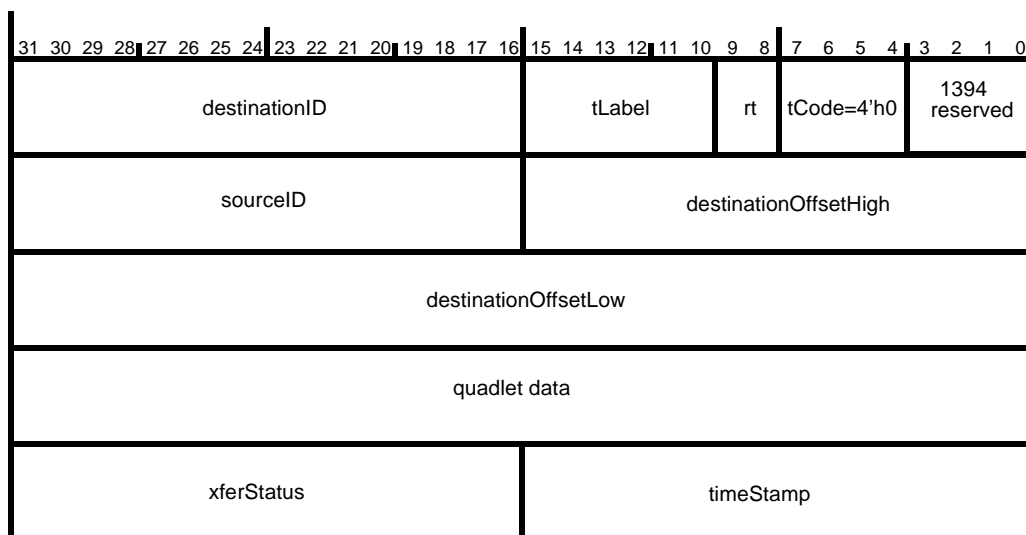 31 30 29 28 27 26 25 24 23 22 21 20 19 18 17 16 15 14 13 12 11 10 9 8 7 6 5 4 3 2 1 0
destinationID tLabel rt tCode=4'h0 1394
reserved
sourceID destinationOffsetHigh
destinationOffsetLow
quadlet data
xferStatus timeStamp